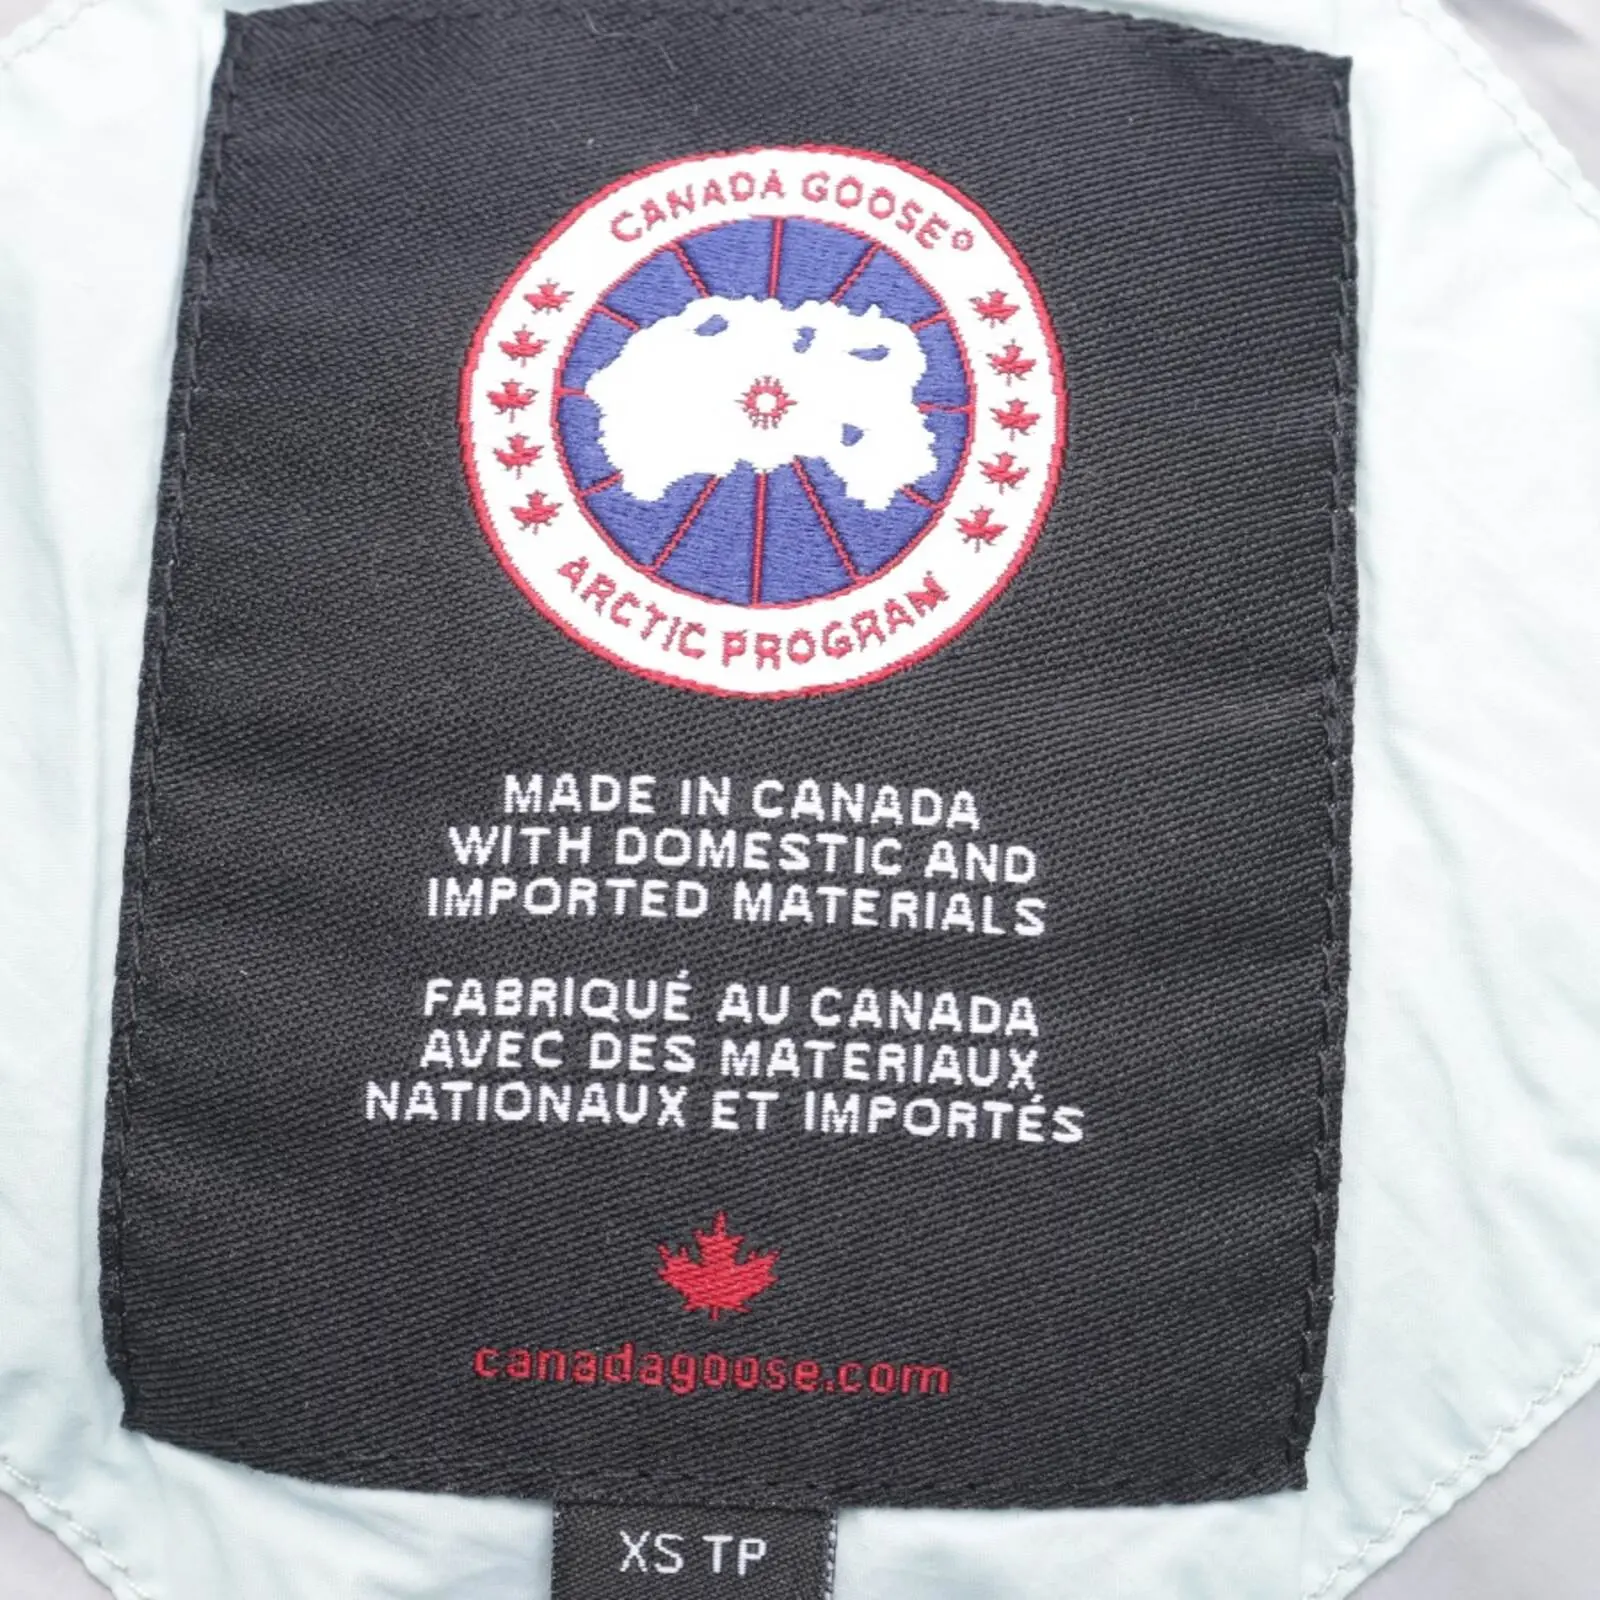 CANADA GOOSE®
ARCTIC PROGRAM
MADE IN CANADA
WITH DOMESTIC AND
IMPORTED MATERIALS
FABRIQUÉ AU CANADA
AVEC DES MATERIAUX
NATIONAUX ET IMPORTÉS
canadagoose.com
XS TP